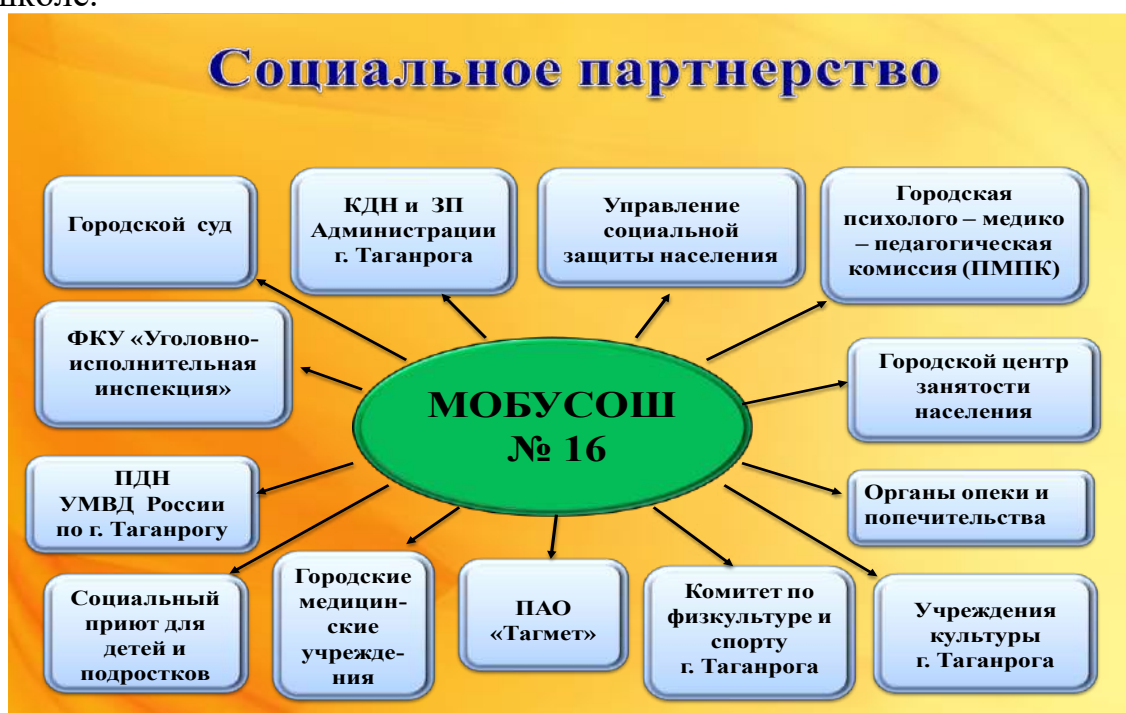 школе.
Социальное партнерство
Городской суд
КДН и ЗП
Администрации
г. Таганрога
Управление
социальной
защиты населения
Городская
психолого – медико
– педагогическая
комиссия (ПМПК)
ФКУ «Уголовно-
исполнительная
инспекция»
МОБУСОШ
№ 16
Городской центр
занятости
населения
ПДН
УМВД России
по г. Таганрогу
Органы опеки и
попечительства
Социальный
приют для
детей и
подростков
Городские
медицин-
ские
учрежде-
ния
ПАО
«Тагмет»
Комитет по
физкультуре и
спорту
г. Таганрога
Учреждения
культуры
г. Таганрога